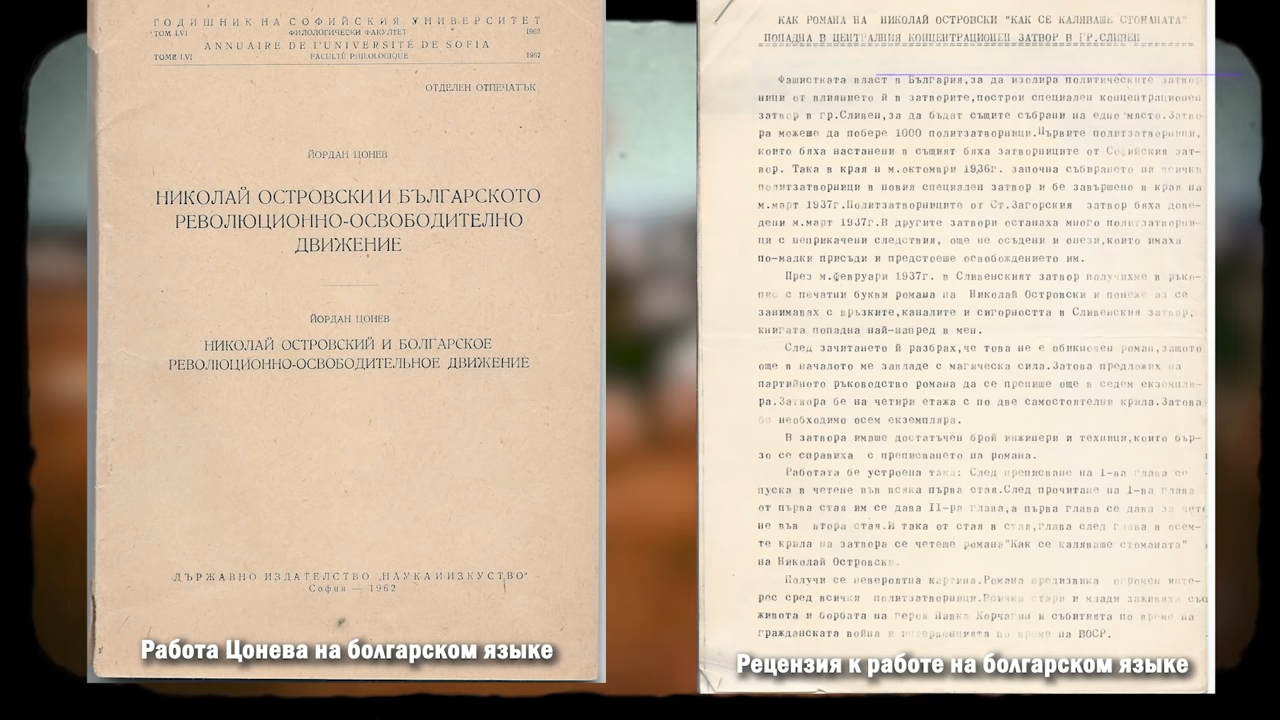 ГОДИШНИК НА СОФИЙСКИЯ УНИВЕРСИТЕТ
ТОМ LVI ФИЛОЛОГИЧЕСКИ ФАКУЛТЕТ 1962
ANNUAIRE DE L'UNIVERSITÉ DE SOFIA
TOME LVI FACULTÉ PHILOLOGIQUE 1962
ОТДЕЛЕН ОТПЕЧАТЪК
ЙОРДАН ЦОНЕВ
НИКОЛАЙ ОСТРОВСКИ И БЪЛГАРСКОТО
РЕВОЛЮЦИОННО-ОСВОБОДИТЕЛНО
ДВИЖЕНИЕ
ЙОРДАН ЦОНЕВ
НИКОЛАЙ ОСТРОВСКИЙ И БОЛГАРСКОЕ
РЕВОЛЮЦИОННО-ОСВОБОДИТЕЛЬНОЕ ДВИЖЕНИЕ
ДЪРЖАВНО ИЗДАТЕЛСТВО „НАУКА И ИЗКУСТВО"
София — 1962
Работа Цонева на болгарском языке
КАК РОМАНА НА НИКОЛАЙ ОСТРОВСКИ "КАК СЕ КАЛЯВАШЕ СТОМАНАТА"
ПОПАДНА В ЦЕНТРАЛНИЯ КОНЦЕНТРАЦИОНЕН ЗАТВОР В ГР.СЛИВЕН
Фашистката власт в България,за да изолира политическите затвор
ници от влиянието й в затворите,построи специален концентрационен
затвор в гр.Сливен,за да бъдат същите събрани на едно място.Затво
ра можеше да побере 1000 политзатворници.Първите политзатворници,
които бяха настанени в същият бяха затворниците от Софийския зат-
вор. Така в края и м.октомври 1936г. започна събирането на всички
политзатворници в новия специален затвор и бе завършено в края на
м.март 1937г.Политзатворниците от Ст.Загорския затвор бяха дове-
дени м.март 1937г.В другите затвори останаха много политзатворни-
ци с неприкачени следствия, още не осъдени и онези,които имаха
по-малки присъди и предстоеше освобождението им.
През м.февруари 1937г. в Сливенският затвор получихме в ръко-
пис с печатни букви романа на Николай Островски и понеже аз се
занимавах с връзките,каналите и сигорността в Сливенския затвор,
книгата попадна най-напред в мен.
След зачитането й разбрах,че това не е обикновен роман,защото
още в началото ме завладе с магическа сила.Затова предложих на
партийното ръководство романа да се препише още в седем екземпля-
ра.Затвора бе на четири етажа с по две самостоятелни крила.Затова
бе необходимо осем екземпляра.
В затвора имаше достатъчен брой инжинери и техници,които бър-
зо се справиха с преписването на романа.
Работата бе устроена така: След преписване на I-ва глава се
пуска в четене във всяка първа стая.След прочитане на I-ва глава
от първа стая им се дава II-ра глава,а първа глава се дава за чете
не във втора стая.И така от стая в стая,глава след глава в осем-
те крила на затвора се четеше романа"Как се каляваше стоманата"
на Николай Островски.
Получи се невероятна картина.Романа предизвика огромен инте-
рес сред всички политзатворници.Всички стари и млади заживяха със
живота и борбата на героя Павка Корчагин и събитията по време на
гражданската война и интервенцията по време на ВОСР.
Рецензия к работе на болгарском языке